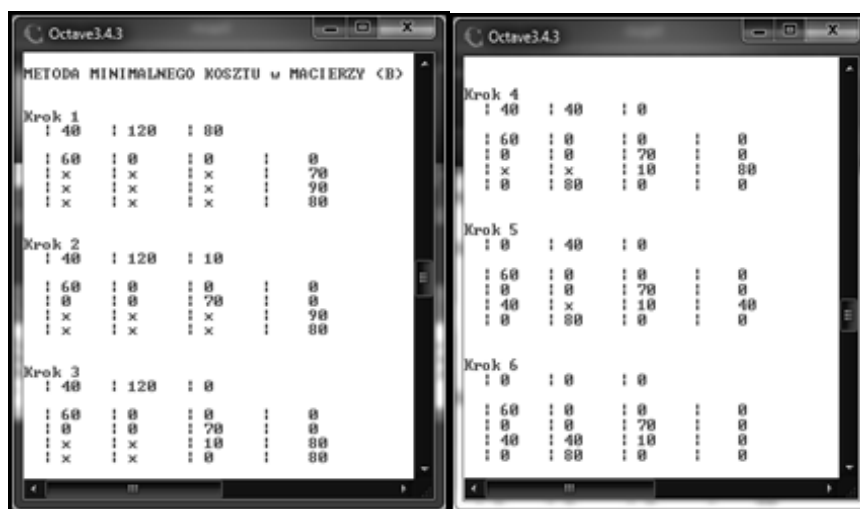 Octave3.4.3
METODA MINIMALNEGO KOSZTU w MACIERZY <B>
Krok 1
¦ 40 ¦ 120 ¦ 80
¦ 60 ¦ 0 ¦ 0 ¦ 0
¦ x ¦ x ¦ x ¦ 70
¦ x ¦ x ¦ x ¦ 90
¦ x ¦ x ¦ x ¦ 80
Krok 2
¦ 40 ¦ 120 ¦ 10
¦ 60 ¦ 0 ¦ 0 ¦ 0
¦ 0 ¦ 0 ¦ 70 ¦ 0
¦ x ¦ x ¦ x ¦ 90
¦ x ¦ x ¦ x ¦ 80
Krok 3
¦ 40 ¦ 120 ¦ 0
¦ 60 ¦ 0 ¦ 0 ¦ 0
¦ 0 ¦ 0 ¦ 70 ¦ 0
¦ x ¦ x ¦ 10 ¦ 80
¦ x ¦ x ¦ 0 ¦ 80
Octave3.4.3
Krok 4
¦ 40 ¦ 40 ¦ 0
¦ 60 ¦ 0 ¦ 0 ¦ 0
¦ 0 ¦ 0 ¦ 70 ¦ 0
¦ x ¦ x ¦ 10 ¦ 80
¦ 0 ¦ 80 ¦ 0 ¦ 0
Krok 5
¦ 0 ¦ 40 ¦ 0
¦ 60 ¦ 0 ¦ 0 ¦ 0
¦ 0 ¦ 0 ¦ 70 ¦ 0
¦ 40 ¦ x ¦ 10 ¦ 40
¦ 0 ¦ 80 ¦ 0 ¦ 0
Krok 6
¦ 0 ¦ 0 ¦ 0
¦ 60 ¦ 0 ¦ 0 ¦ 0
¦ 0 ¦ 0 ¦ 70 ¦ 0
¦ 40 ¦ 40 ¦ 10 ¦ 0
¦ 0 ¦ 80 ¦ 0 ¦ 0